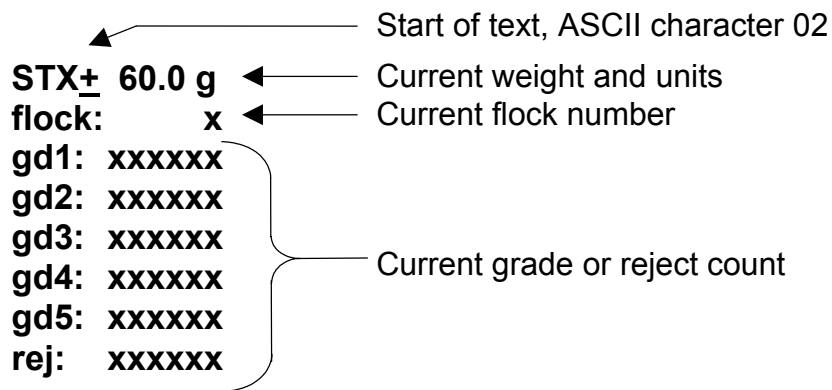 Start of text, ASCII character 02
STX± 60.0 g
Current weight and units
flock: x
Current flock number
gd1: xxxxxx
gd2: xxxxxx
gd3: xxxxxx
gd4: xxxxxx
Current grade or reject count
gd5: xxxxxx
rej: xxxxxx